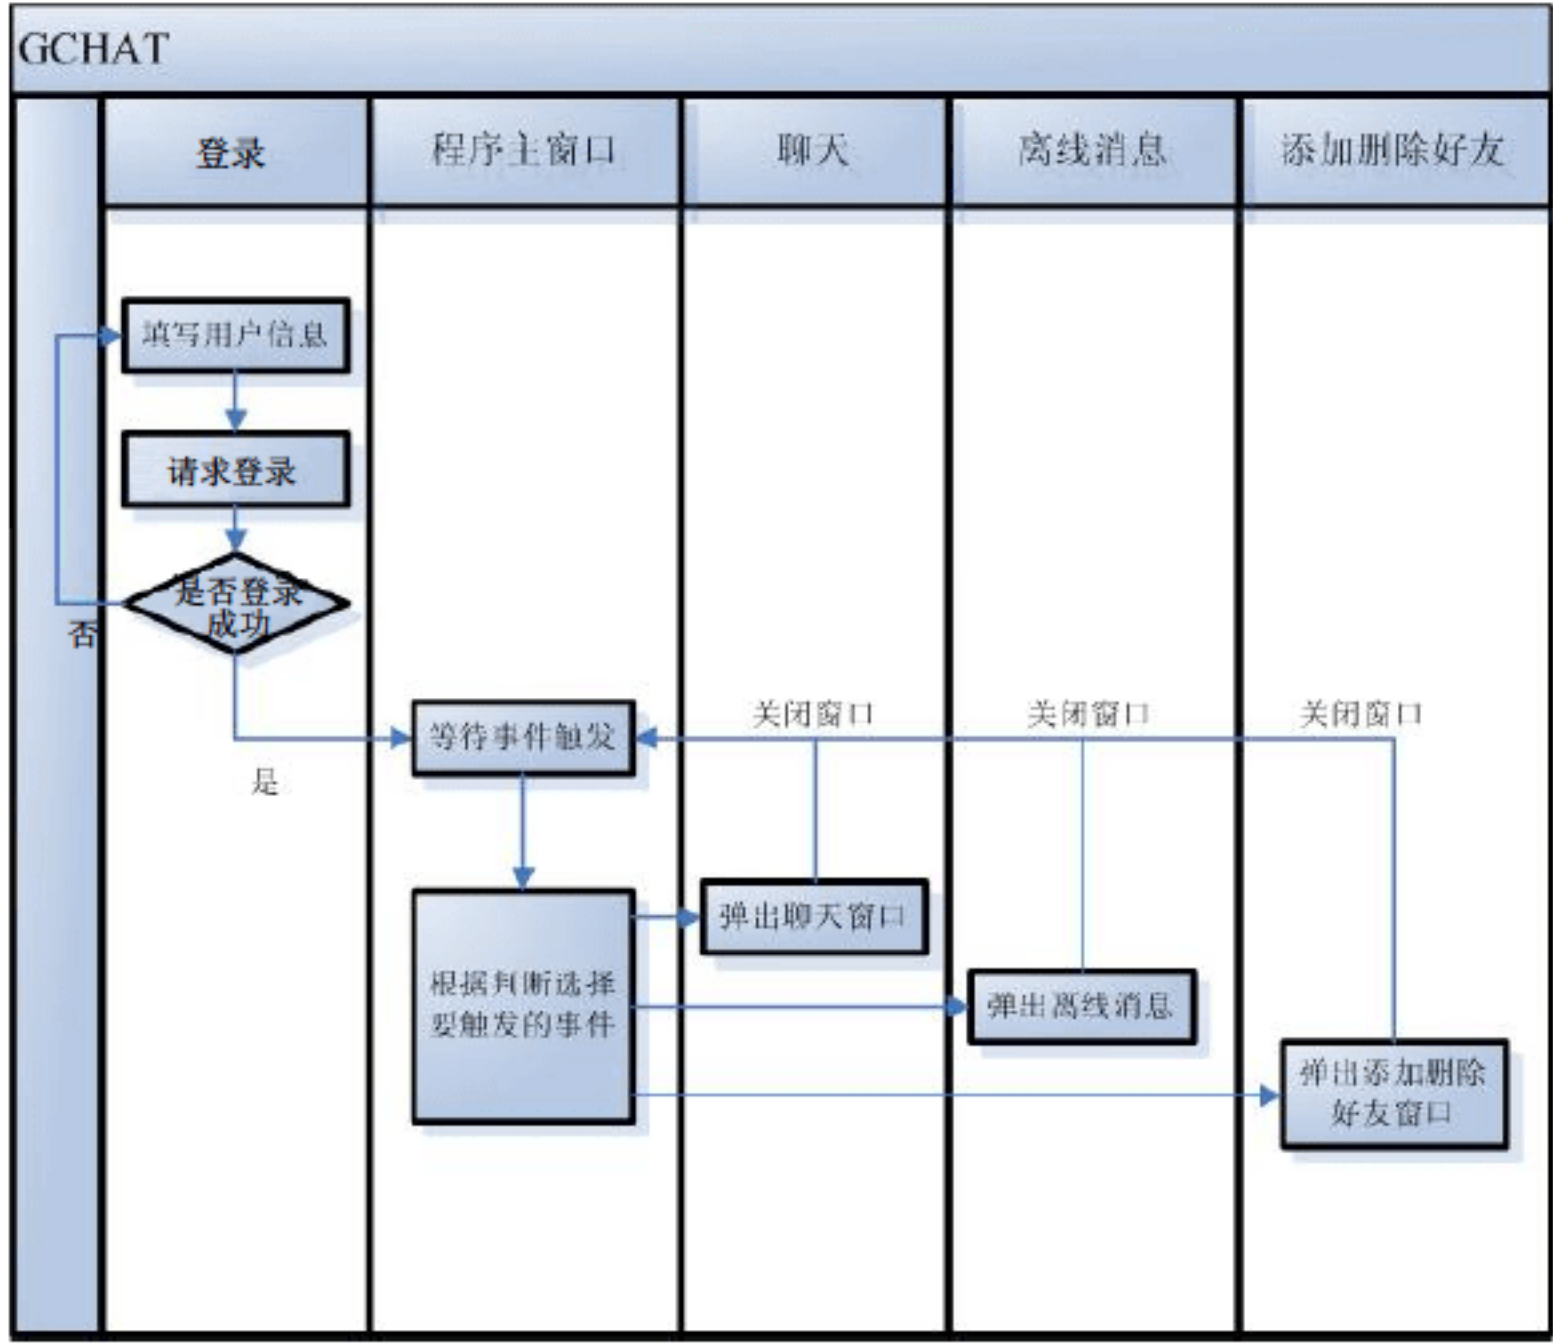 GCHAT
登录
程序主窗口
聊天
离线消息
添加删除好友
填写用户信息
请求登录
是否登录
成功
否
是
等待事件触发
关闭窗口
关闭窗口
关闭窗口
根据判断选择
要触发的事件
弹出聊天窗口
弹出离线消息
弹出添加删除
好友窗口